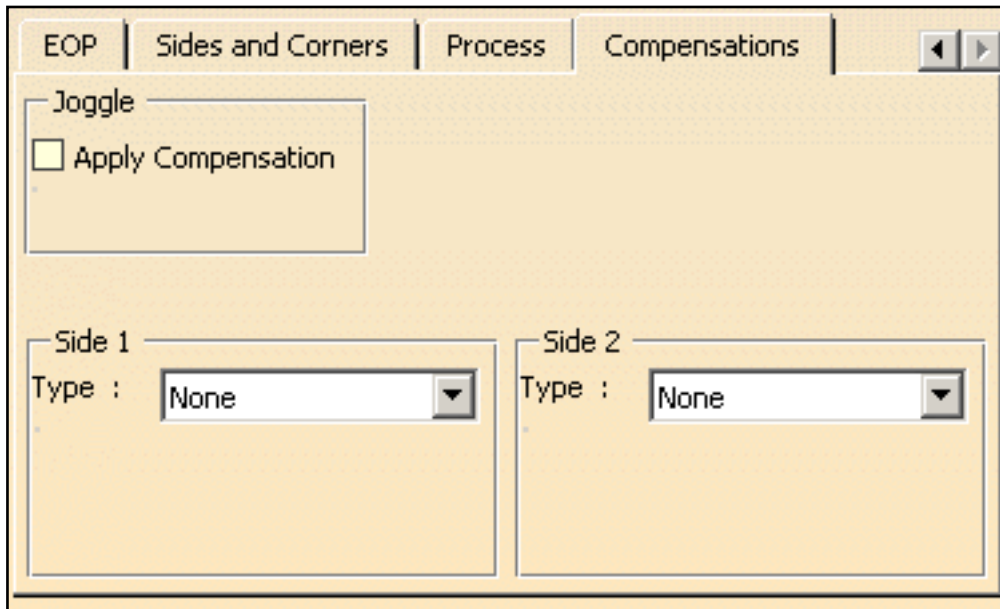 EOP Sides and Corners Process Compensations
Joggle
Apply Compensation
Side 1
Type :
None
Side 2
Type :
None